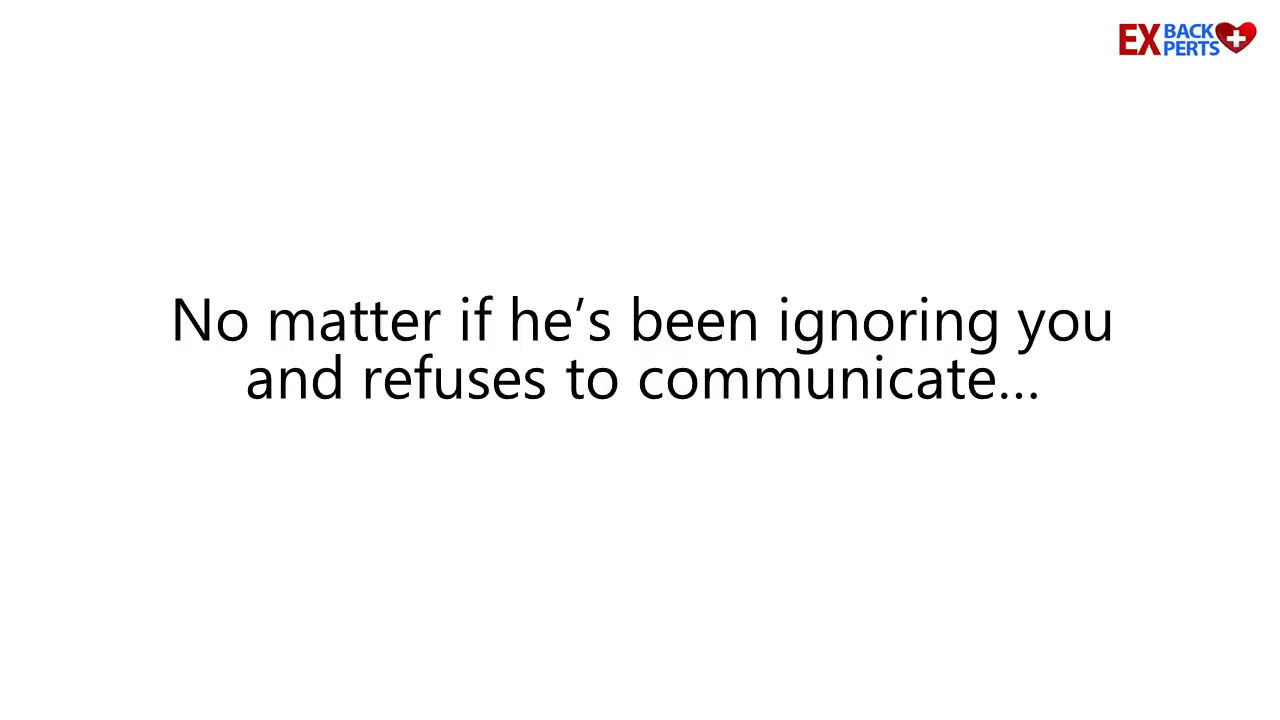 EX BACK
PERTS
No matter if he’s been ignoring you
and refuses to communicate...